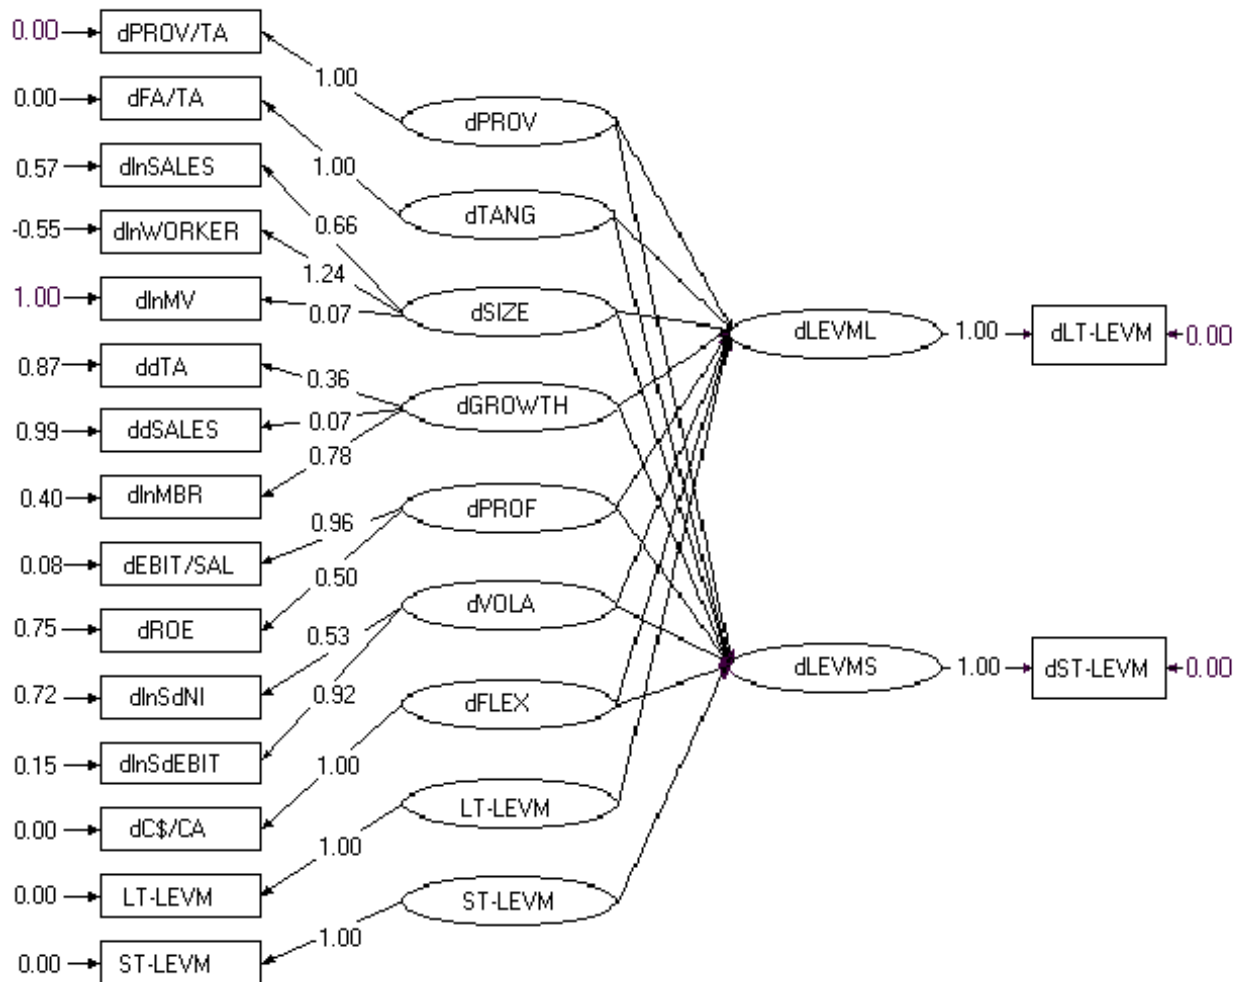 0.00 dPROV/TA
1.00
0.00 dFA/TA
dPROV
0.57 dlnSALES
1.00
dTANG
-0.55 dlnWORKER
0.66
1.24
1.00 dlnMV
0.07
dSIZE
dLEVML 1.00 dLT-LEVM 0.00
0.87 ddTA
0.36
dGROWTH
0.99 ddSALES
0.07
0.78
0.40 dlnMBR
dPROF
0.96
0.08 dEBIT/SAL
0.50
dVOLA
0.75 dROE
0.53
dLEVMS 1.00 dST-LEVM 0.00
0.72 dlnSdNI
0.92
dFLEX
0.15 dlnSdEBIT
1.00
LT-LEVM
0.00 dC$/CA
1.00
0.00 LT-LEVM
ST-LEVM
1.00
0.00 ST-LEVM